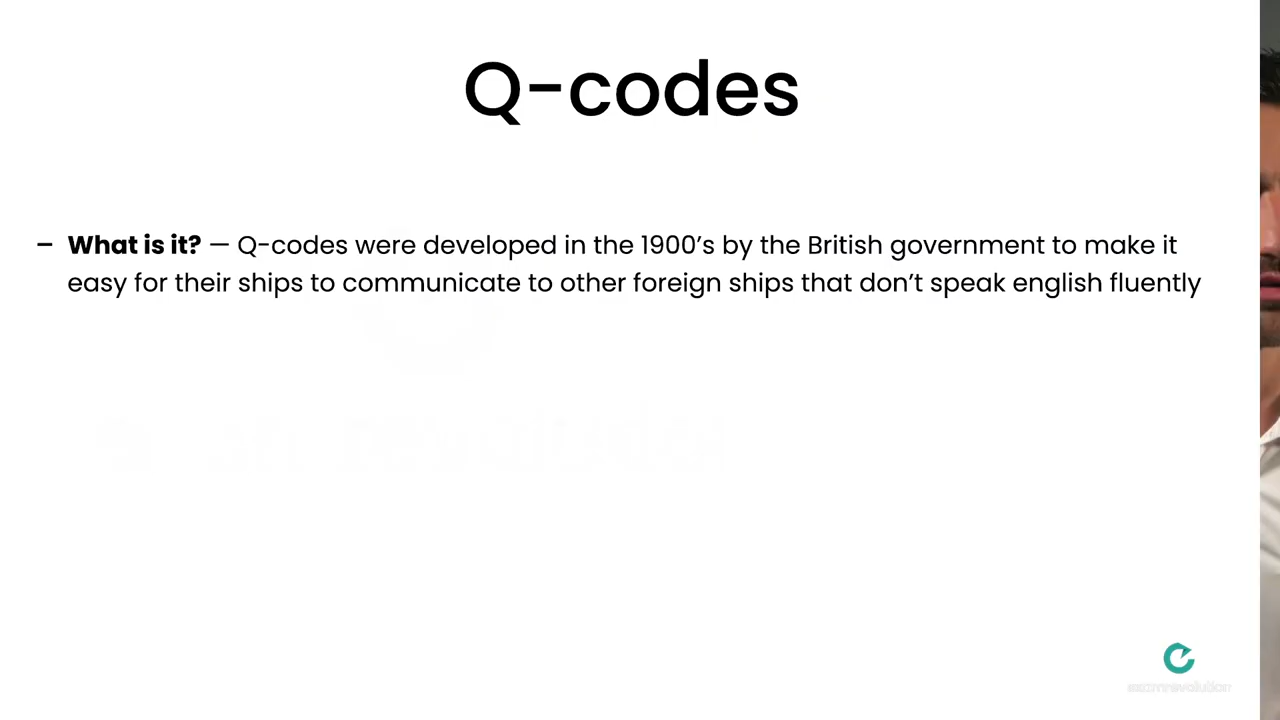 Q-codes
– What is it? — Q-codes were developed in the 1900’s by the British government to make it
easy for their ships to communicate to other foreign ships that don’t speak english fluently